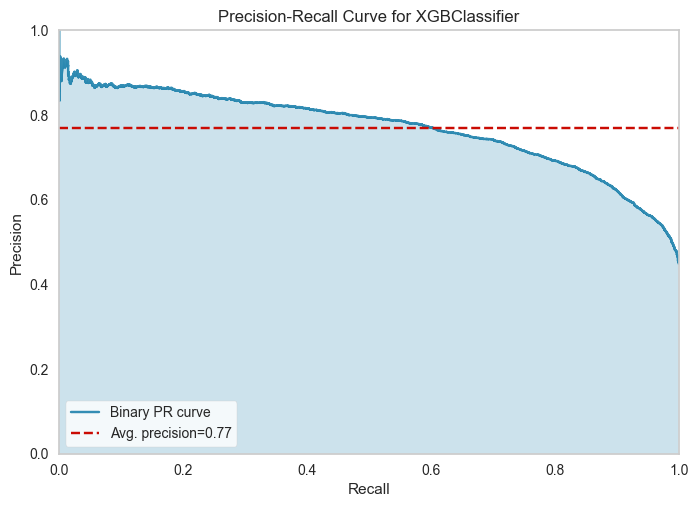 Precision-Recall Curve for XGBClassifier
1.0
0.8
0.6
0.4
0.2
0.0
Precision
Binary PR curve
Avg. precision=0.77
0.0 0.2 0.4 0.6 0.8 1.0
Recall